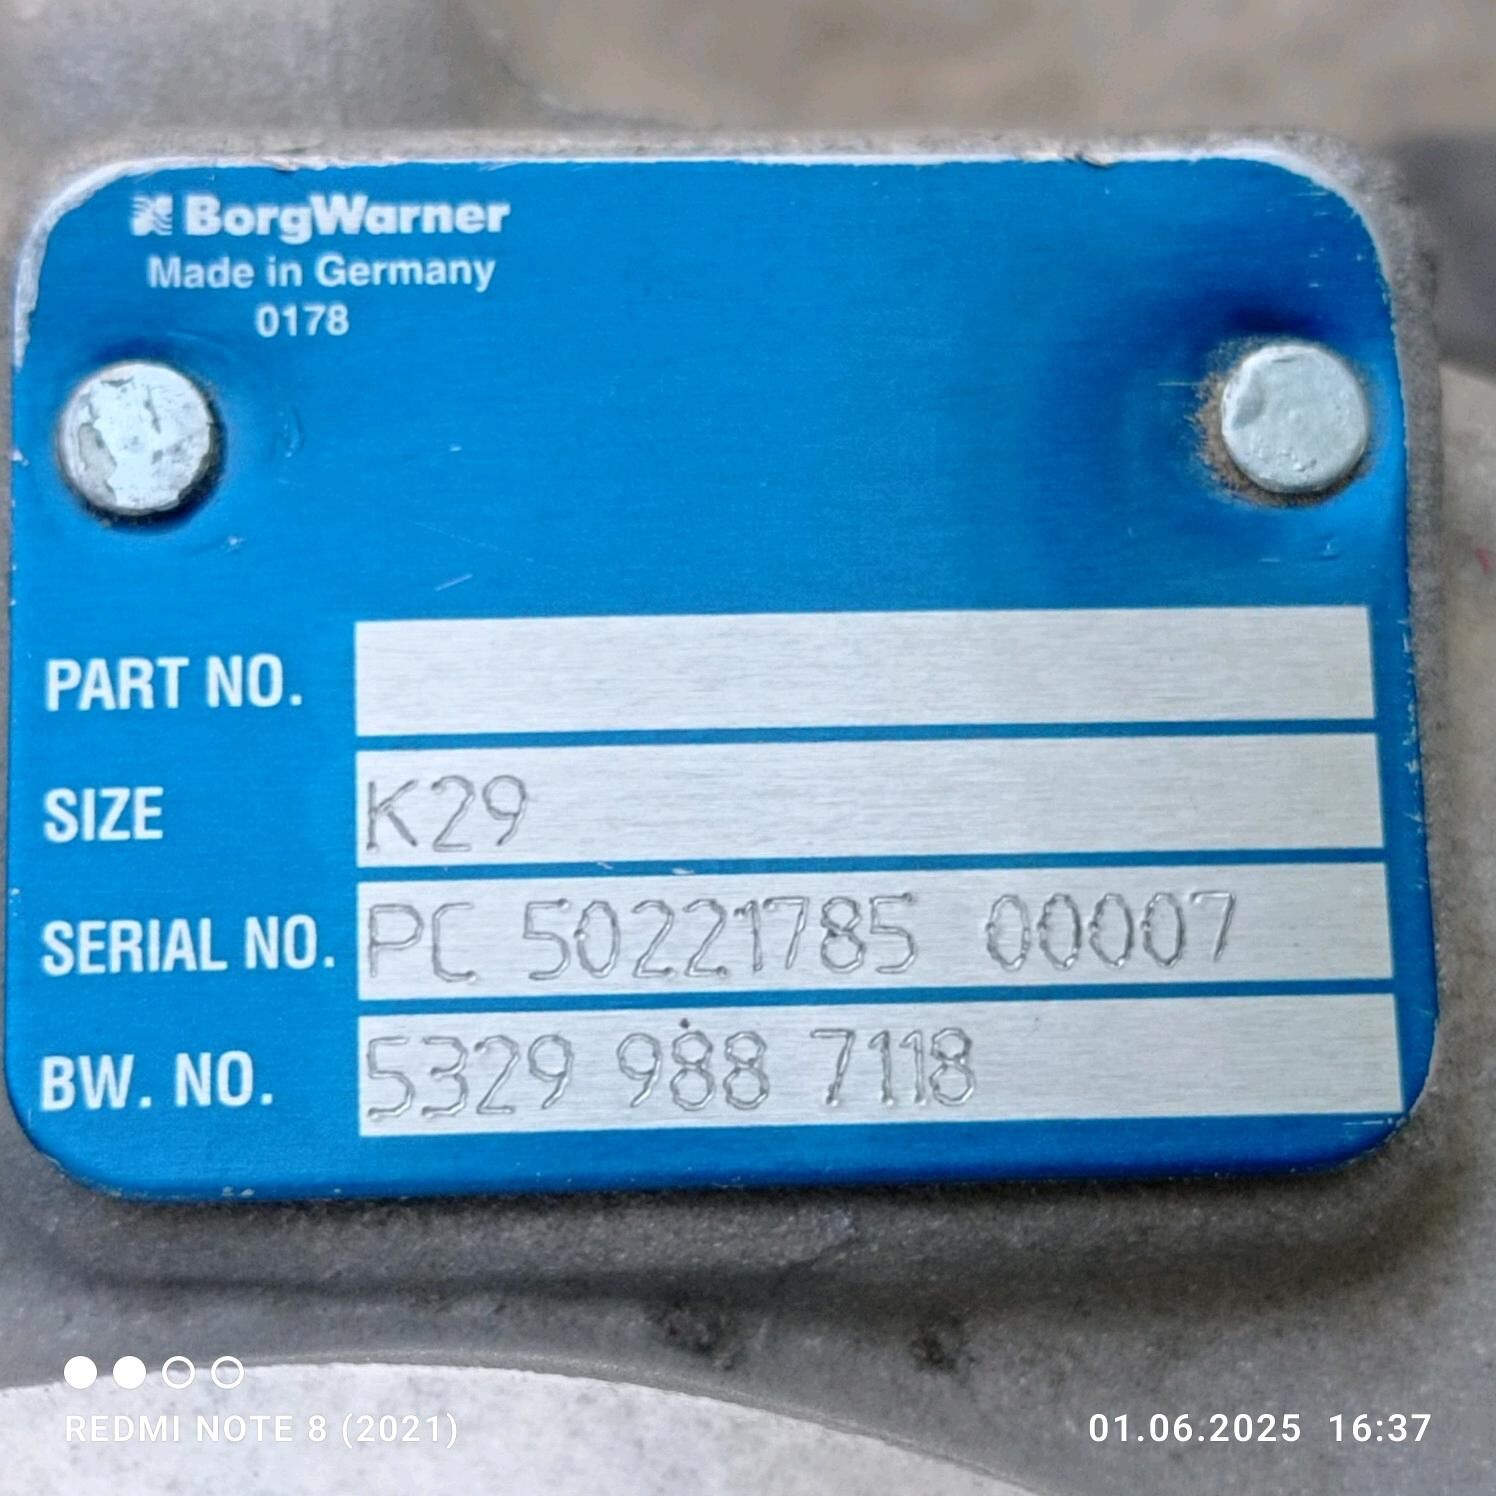 BorgWarner
Made in Germany
0178
PART NO.
SIZE K29
SERIAL NO. PC 50221785 00007
BW. NO. 5329 988 7118
REDMI NOTE 8 (2021)
01.06.2025 16:37